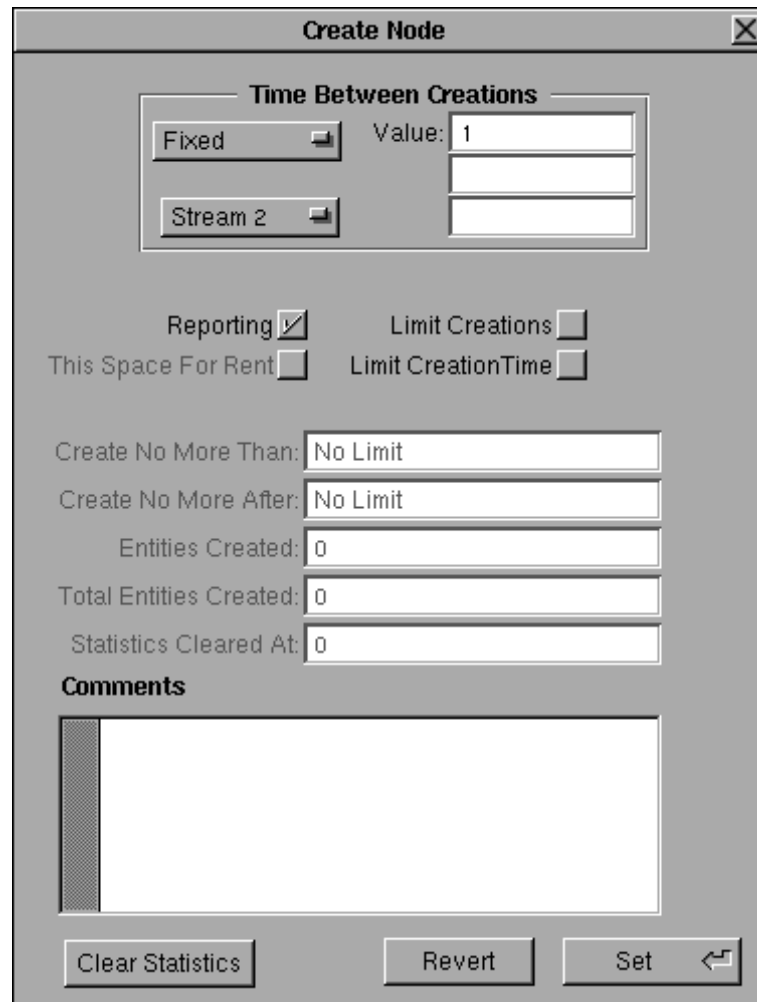 Create Node
Time Between Creations
Fixed Value: 1
Stream 2
Reporting Limit Creations
This Space For Rent Limit CreationTime
Create No More Than: No Limit
Create No More After: No Limit
Entities Created: 0
Total Entities Created: 0
Statistics Cleared At: 0
Comments
Clear Statistics Revert Set